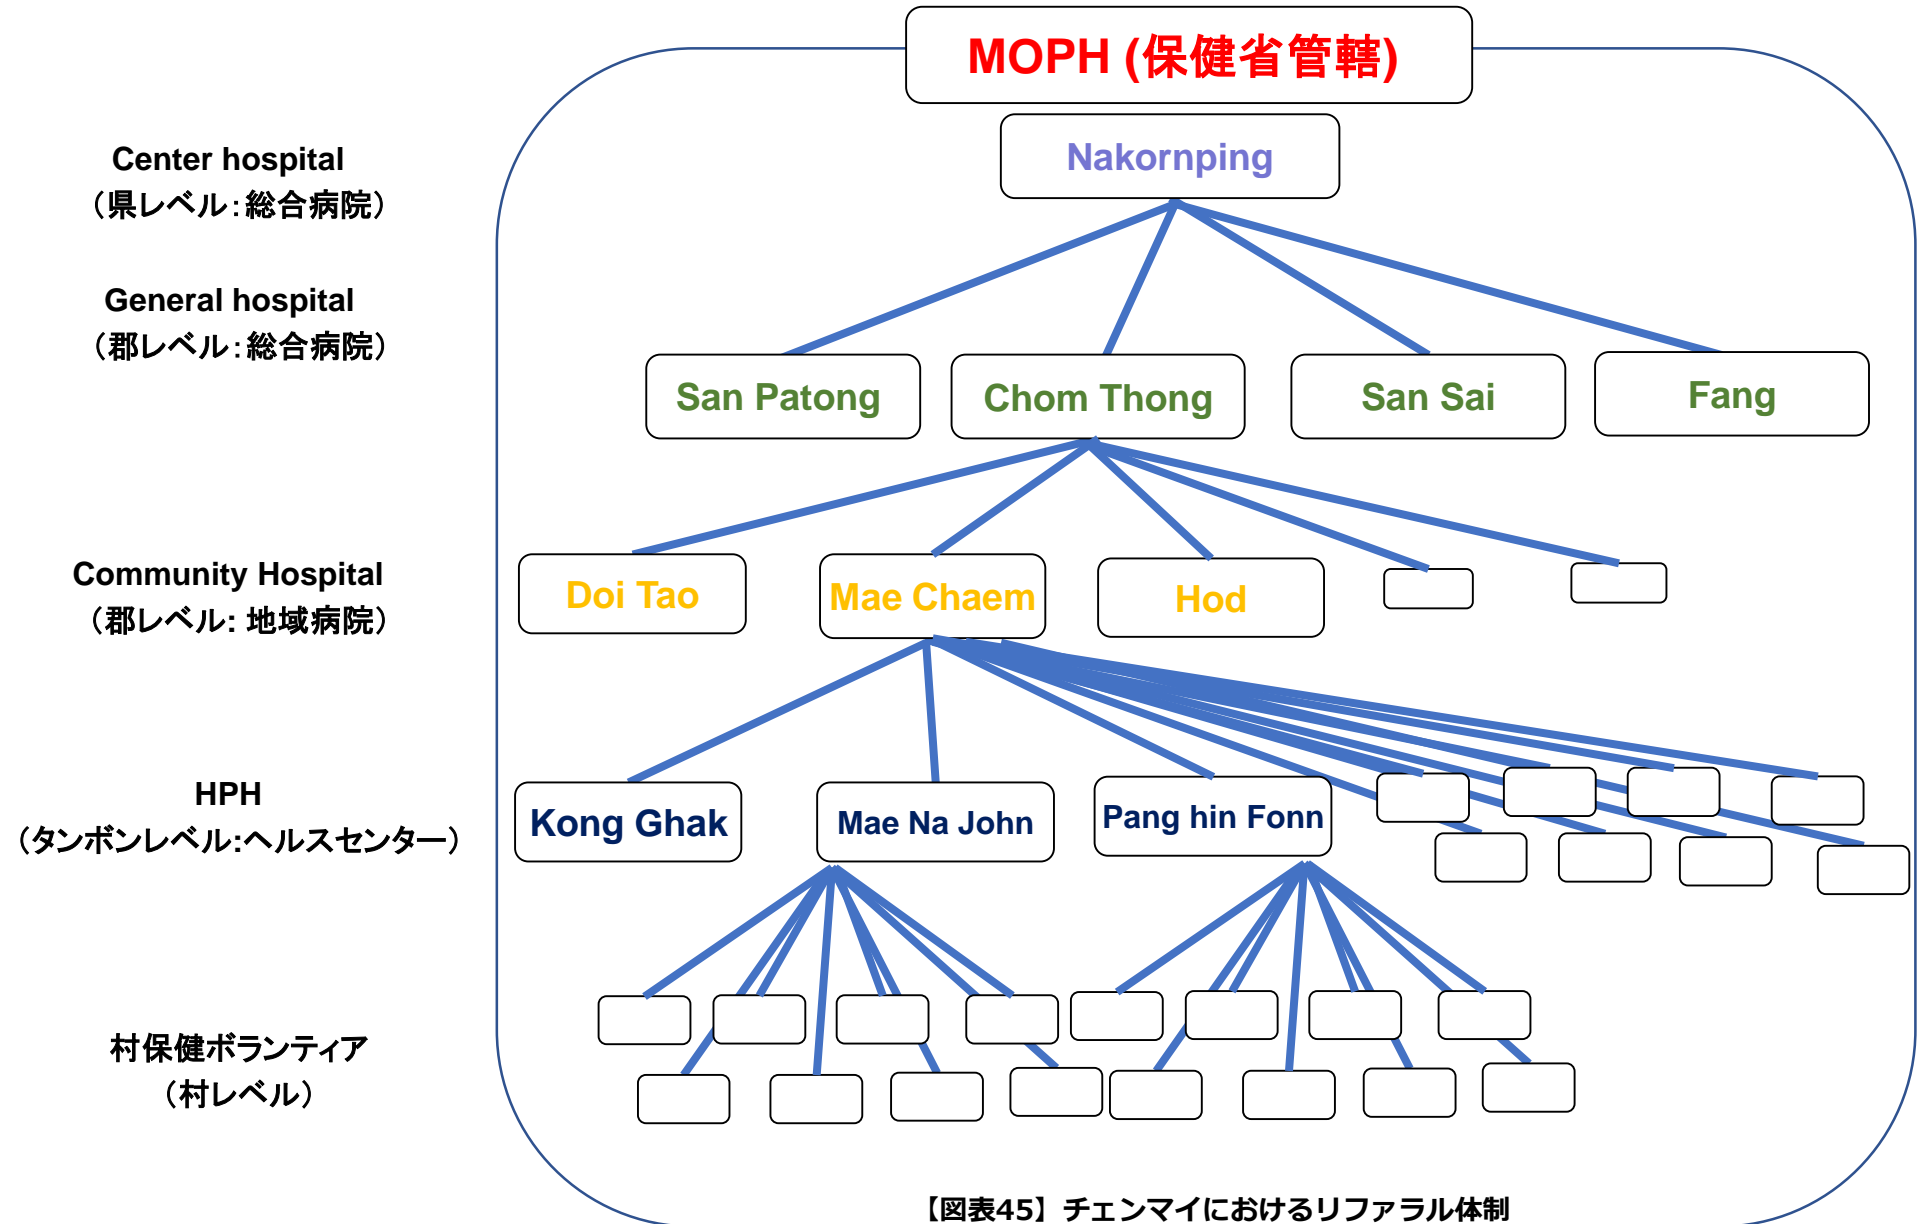 MOPH (保健省管轄)
Center hospital
（県レベル：総合病院）
Nakornping
General hospital
（郡レベル：総合病院）
San Patong
Chom Thong
San Sai
Fang
Community Hospital
（郡レベル: 地域病院）
Doi Tao
Mae Chaem
Hod
HPH
（タンボンレベル:ヘルスセンター）
Kong Ghak
Mae Na John
Pang hin Fonn
村保健ボランティア
（村レベル）
【図表45】チェンマイにおけるリファラル体制